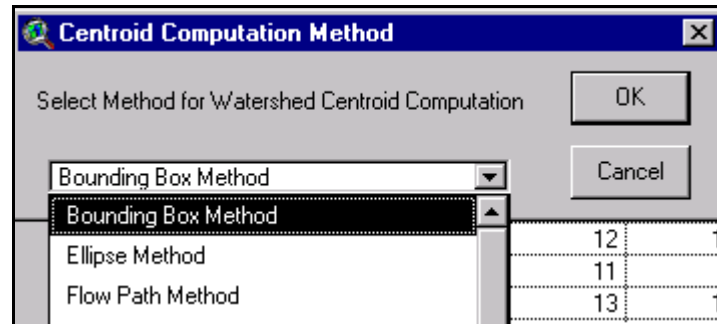 Centroid Computation Method
Select Method for Watershed Centroid Computation
OK
Bounding Box Method
Cancel
Bounding Box Method
Ellipse Method
Flow Path Method
12
11
13